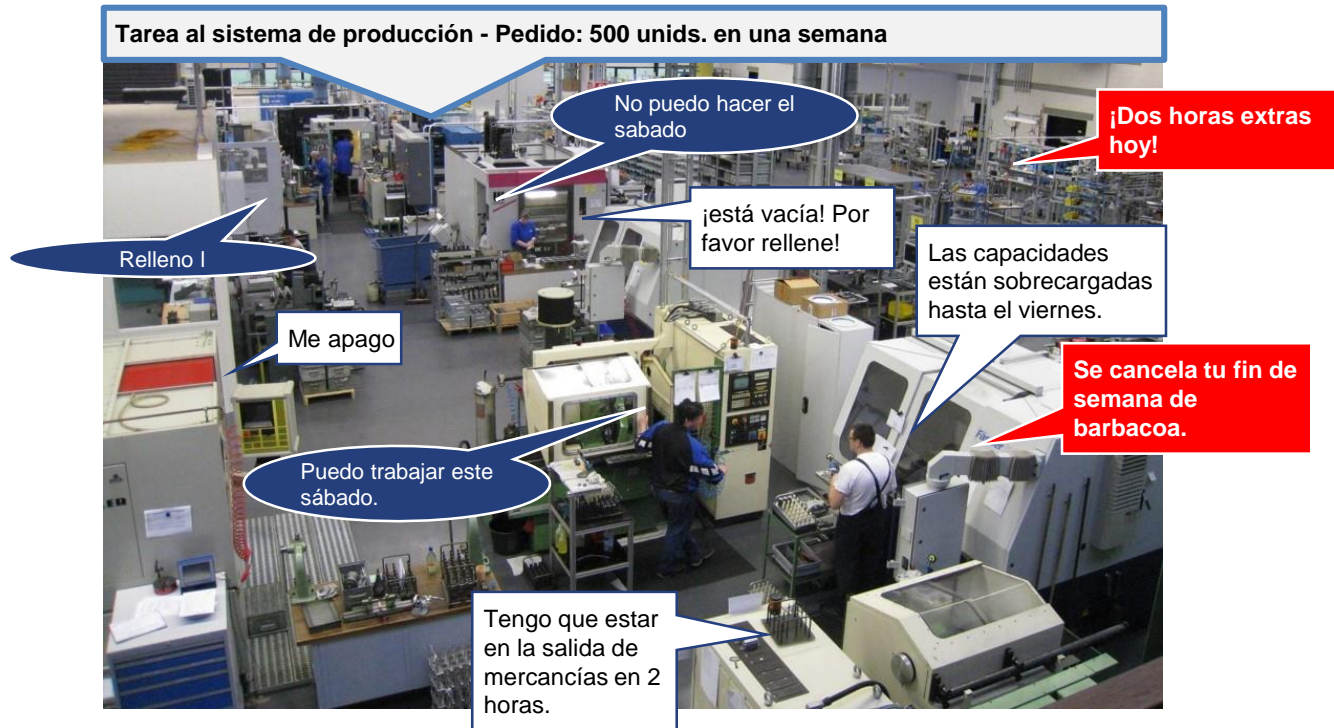 Tarea al sistema de producción - Pedido: 500 unids. en una semana
No puedo hacer el
sabado
¡Dos horas extras
hoy!
¡está vacía! Por
favor rellene!
Relleno I
Las capacidades
están sobrecargadas
hasta el viernes.
Me apago
Se cancela tu fin de
semana de
barbacoa.
Puedo trabajar este
sábado.
Tengo que estar
en la salida de
mercancías en 2
horas.